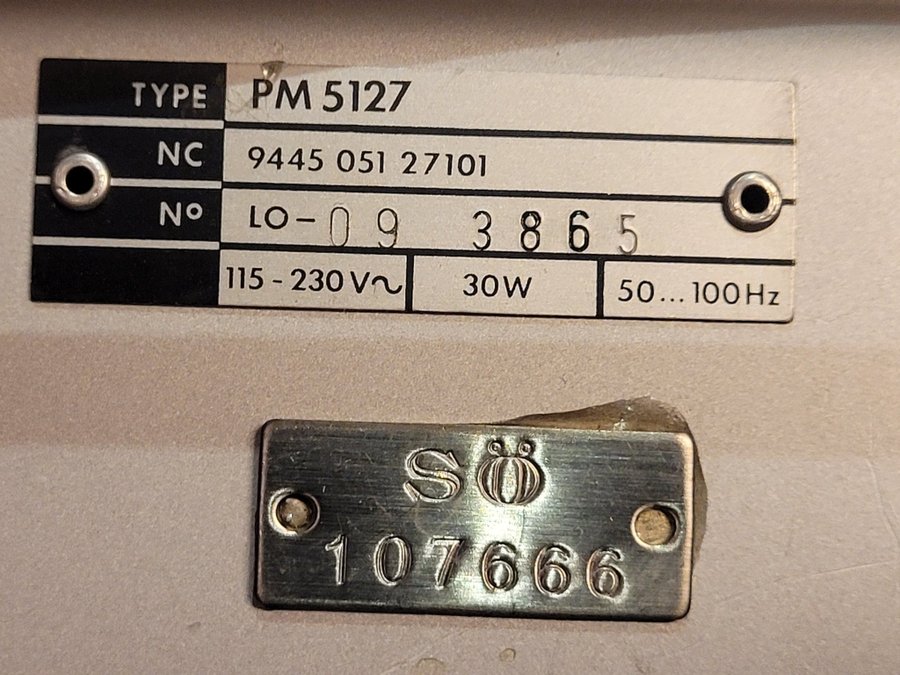 TYPE PM 5127
NC 9445 051 27101
Nº LO-09 3865
115 - 230 V~ 30W 50...100Hz
SÖ
107666